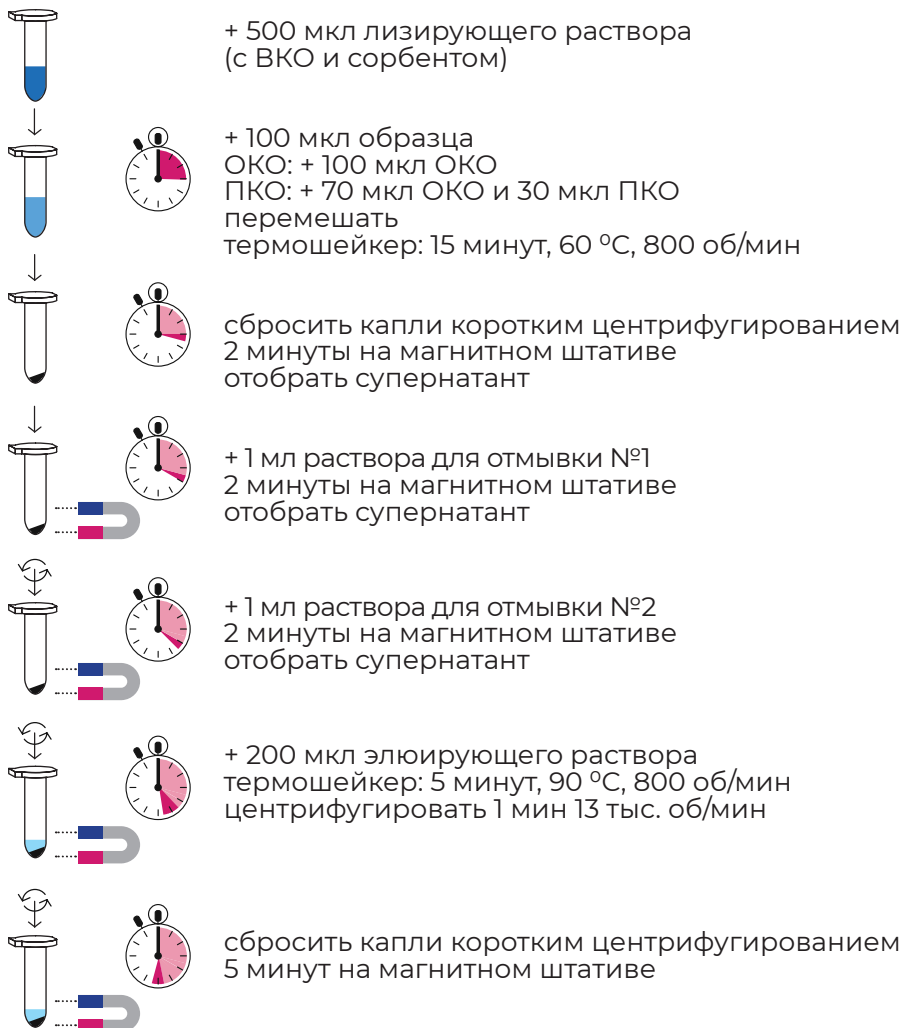 + 500 мкл лизирующего раствора
(с ВКО и сорбентом)
+ 100 мкл образца
ОКО: + 100 мкл ОКО
ПКО: + 70 мкл ОКО и 30 мкл ПКО
перемешать
термошейкер: 15 минут, 60 ⁰С, 800 об/мин
сбросить капли коротким центрифугированием
2 минуты на магнитном штативе
отобрать супернатант
+ 1 мл раствора для отмывки №1
2 минуты на магнитном штативе
отобрать супернатант
+ 1 мл раствора для отмывки №2
2 минуты на магнитном штативе
отобрать супернатант
+ 200 мкл элюирующего раствора
термошейкер: 5 минут, 90 ⁰С, 800 об/мин
центрифугировать 1 мин 13 тыс. об/мин
сбросить капли коротким центрифугированием
5 минут на магнитном штативе